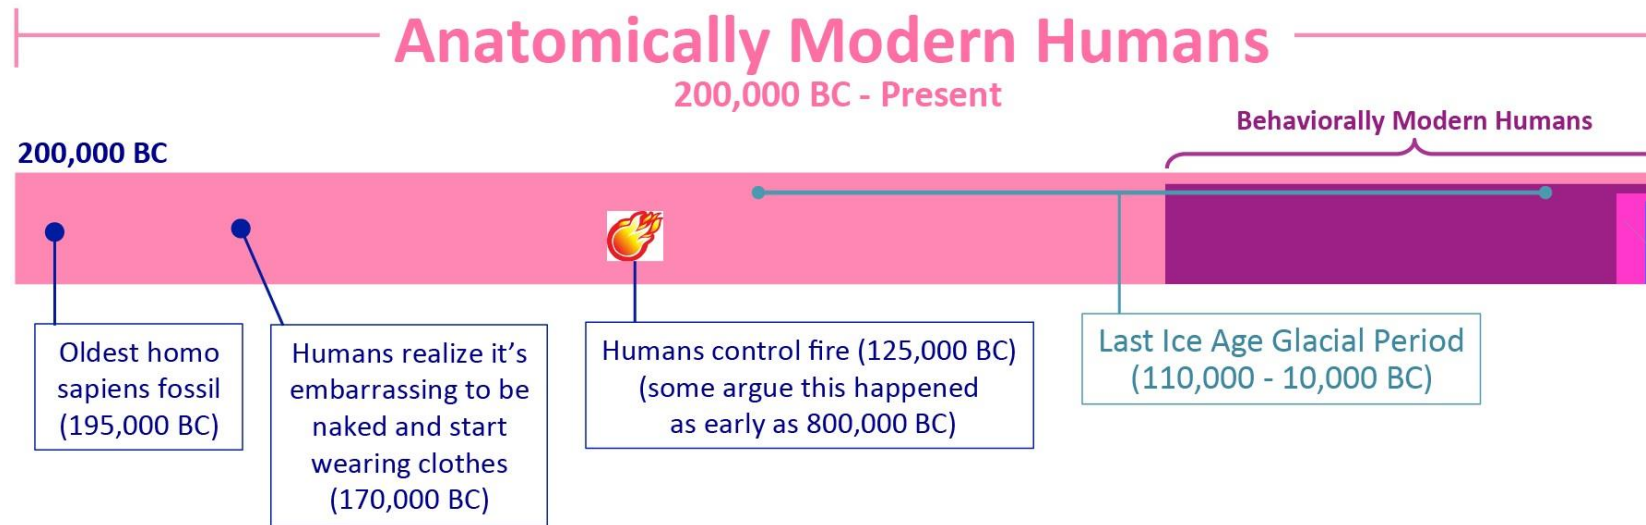 Anatomically Modern Humans
200,000 BC - Present
Behaviorally Modern Humans
200,000 BC
Oldest homo
sapiens fossil
(195,000 BC)
Humans realize it's
embarrassing to be
naked and start
wearing clothes
(170,000 BC)
Humans control fire (125,000 BC)
(some argue this happened
as early as 800,000 BC)
Last Ice Age Glacial Period
(110,000 - 10,000 BC)